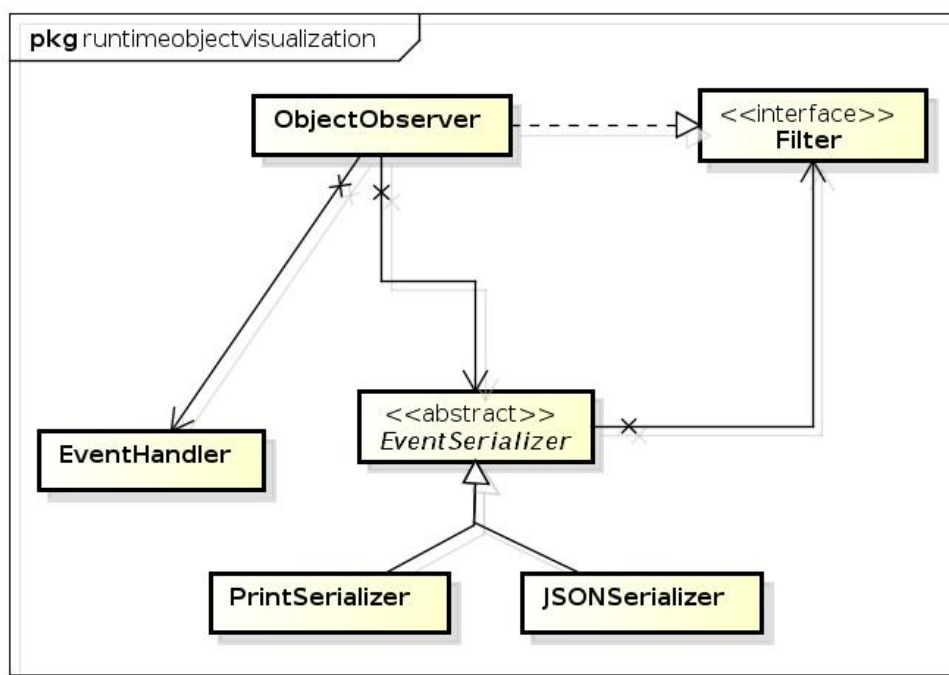 pkg runtimeobjectvisualization
ObjectObserver
<<interface>>
Filter
<<abstract>>
EventSerializer
EventHandler
PrintSerializer
JSONSerializer